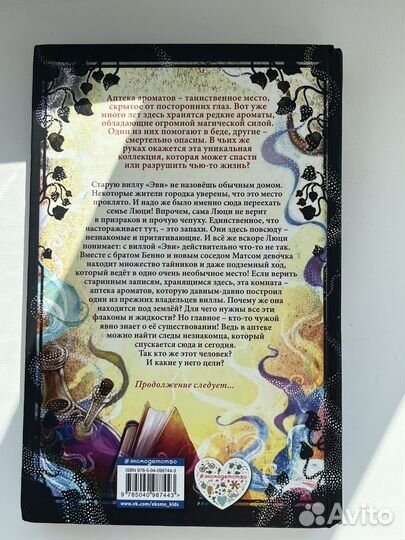 Аптека ароматов – таинственное место,
скрытое от посторонних глаз. Вот уже
много лет здесь хранятся редкие ароматы,
обладающие огромной магической силой.
Одни из них помогают в беде, другие –
смертельно опасны. В чьих же
руках окажется эта уникальная
коллекция, которая может спасти
или разрушить чью-то жизнь?
Старую виллу «Эви» не назовёшь обычным домом.
Некоторые жители городка уверены, что это место
проклято. И надо же было именно сюда переехать
семье Люци! Впрочем, сама Люци не верит
в призраков и прочую чепуху. Единственное, что
настораживает тут, – это запахи. Они здесь повсюду –
незнакомые и притягивающие. И всё же вскоре Люци
понимает: с виллой «Эви» действительно что-то не так.
Вместе с братом Бенно и новым соседом Матсом девочка
находит множество тайников и даже подземный ход,
который ведёт в одно очень необычное место! Если верить
старинным записям, хранящимся здесь, эта комната –
аптека ароматов, которую давным-давно построил
один из прежних владельцев виллы. Почему же она
находится под землёй? Для чего нужны все эти
флаконы и жидкости? Но главное – кто-то чужой
явно знает о её существовании! Ведь в аптеке
можно найти следы незнакомца, который
спускается сюда и сегодня.
Так кто же этот человек?
И какие у него цели?
Продолжение следует...
#эксмодетство
ISBN 978-5-04-098744-3
9 785040 987443 >
www.vk.com/eksmo_kids
#эксмодетство
Avito